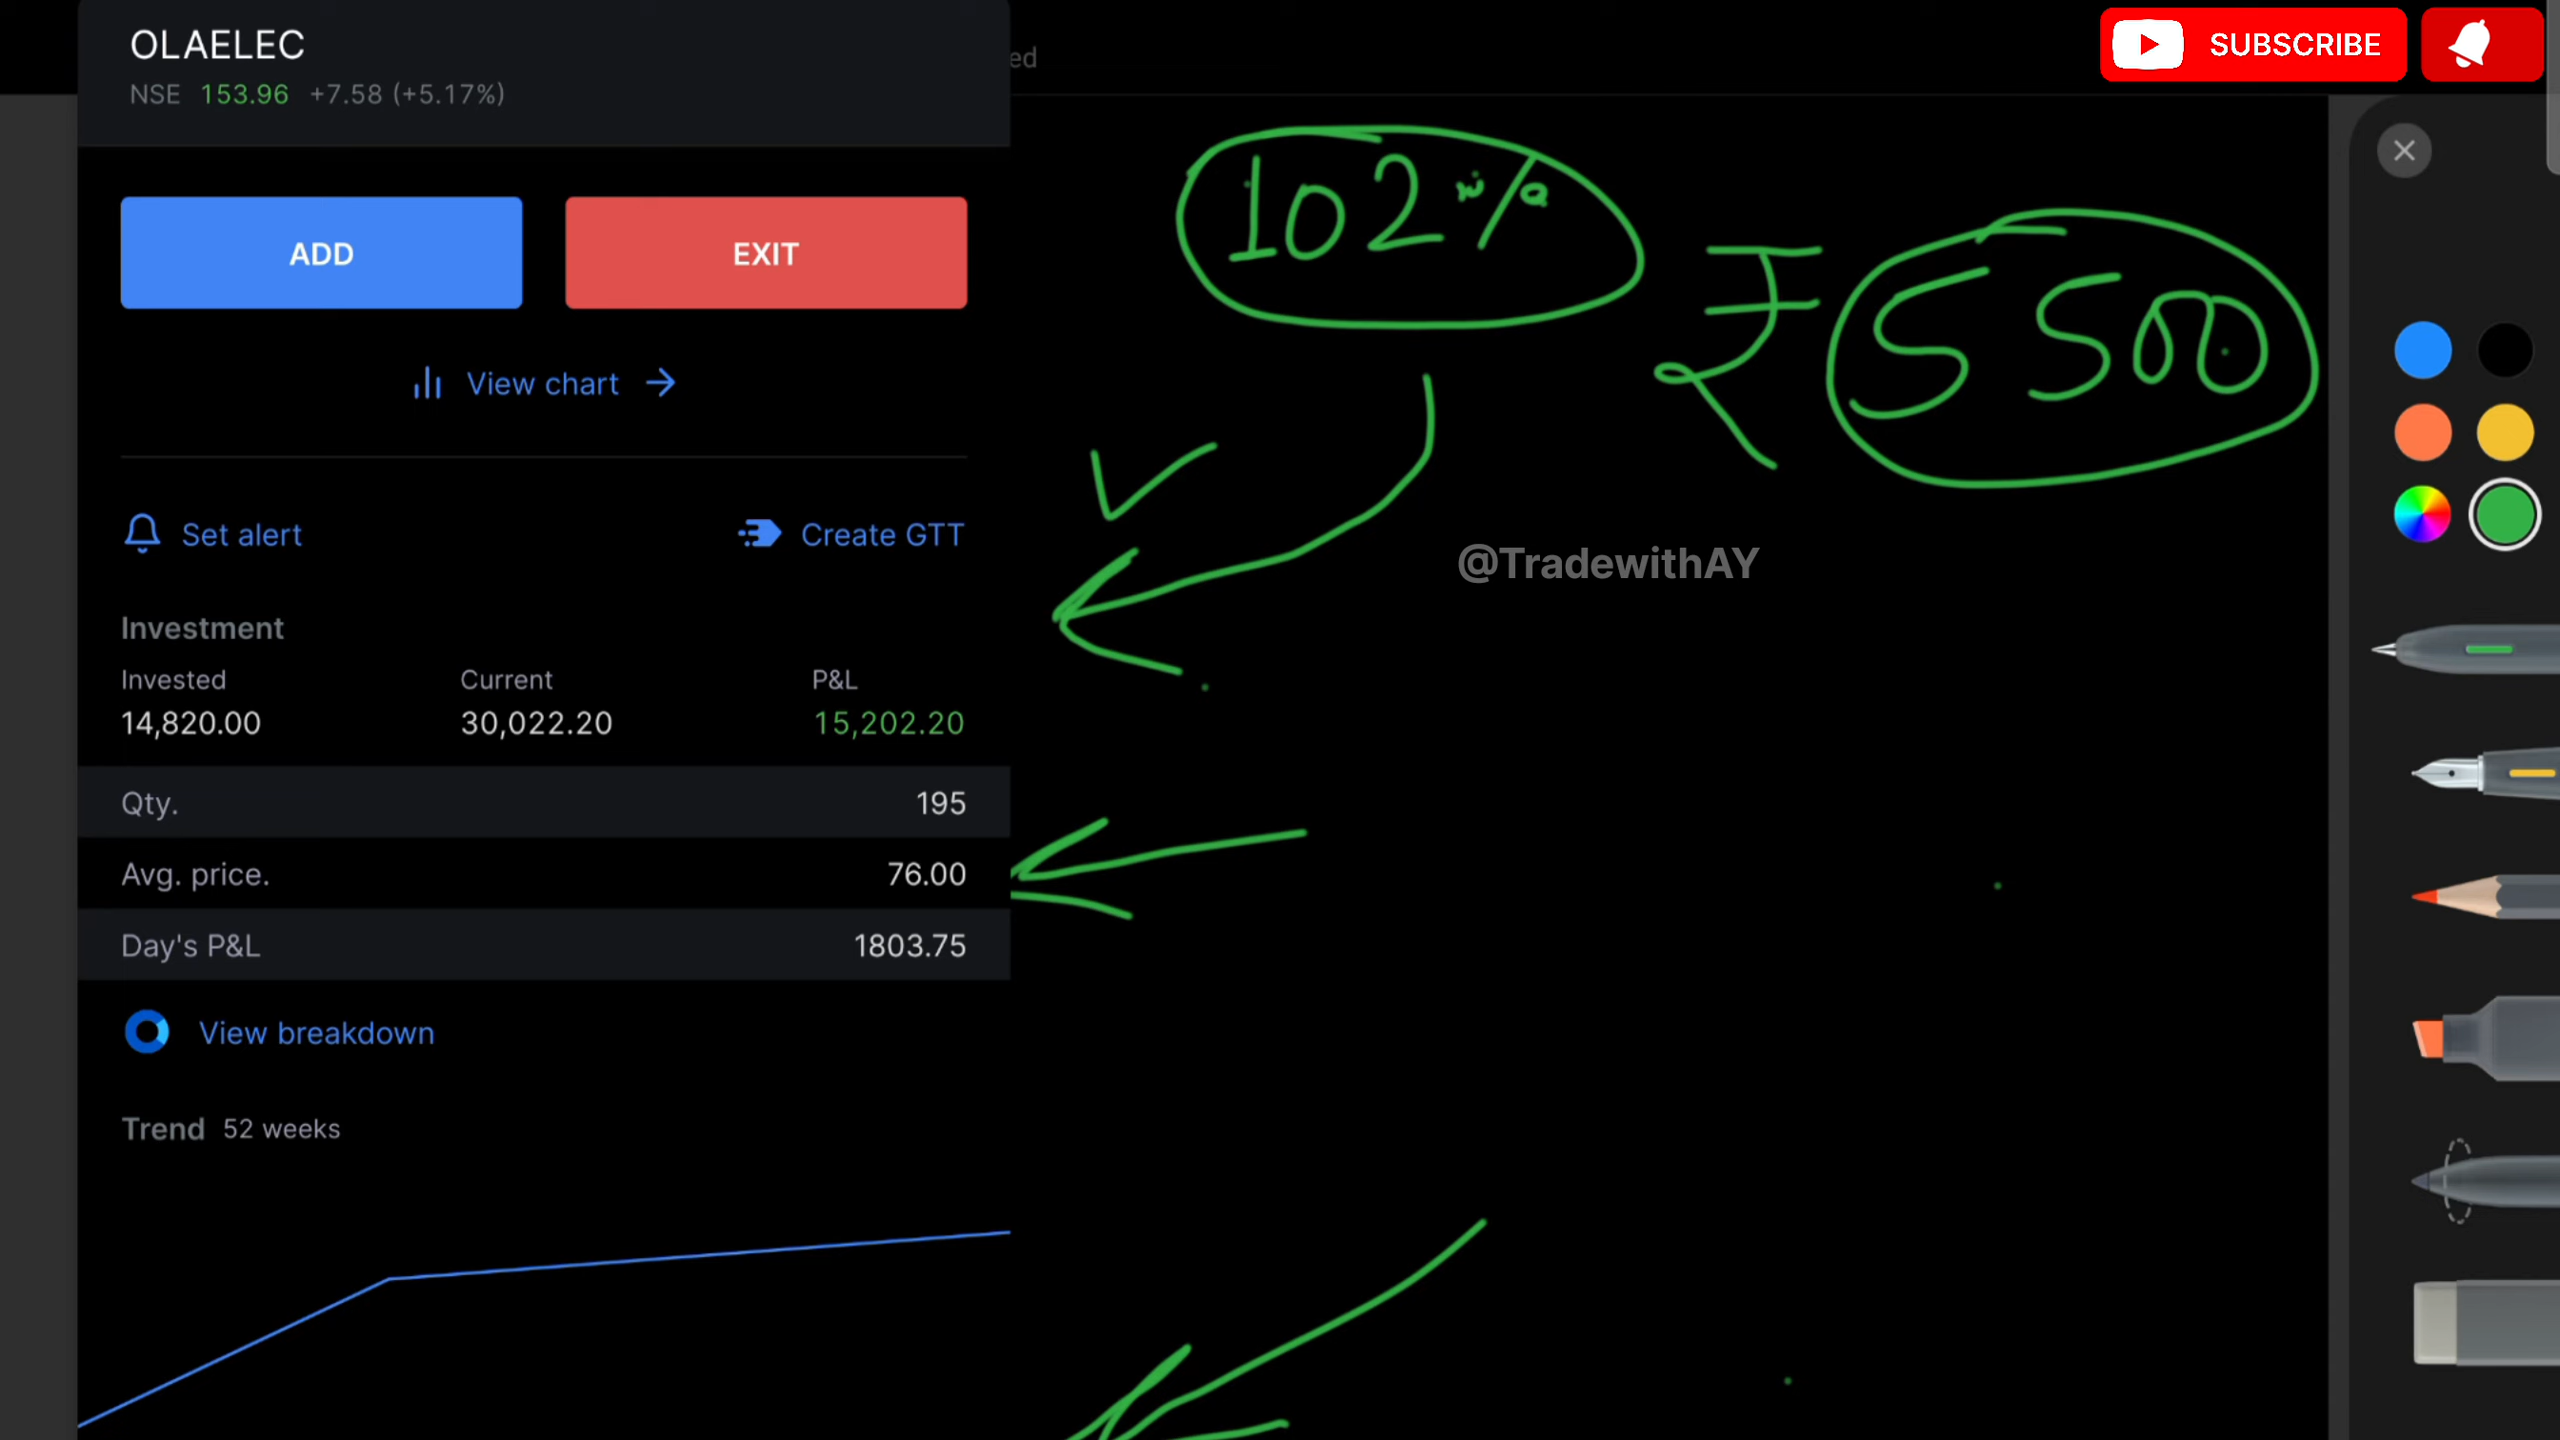 OLAELEC
NSE 153.96 +7.58 (+5.17%)
ed
SUBSCRIBE
ADD
EXIT
102%
₹ 5500
View chart
Set alert
Create GTT
@TradewithAY
Investment
Invested Current P&L
14,820.00 30,022.20 15,202.20
Qty. 195
Avg. price. 76.00
Day's P&L 1803.75
View breakdown
Trend 52 weeks